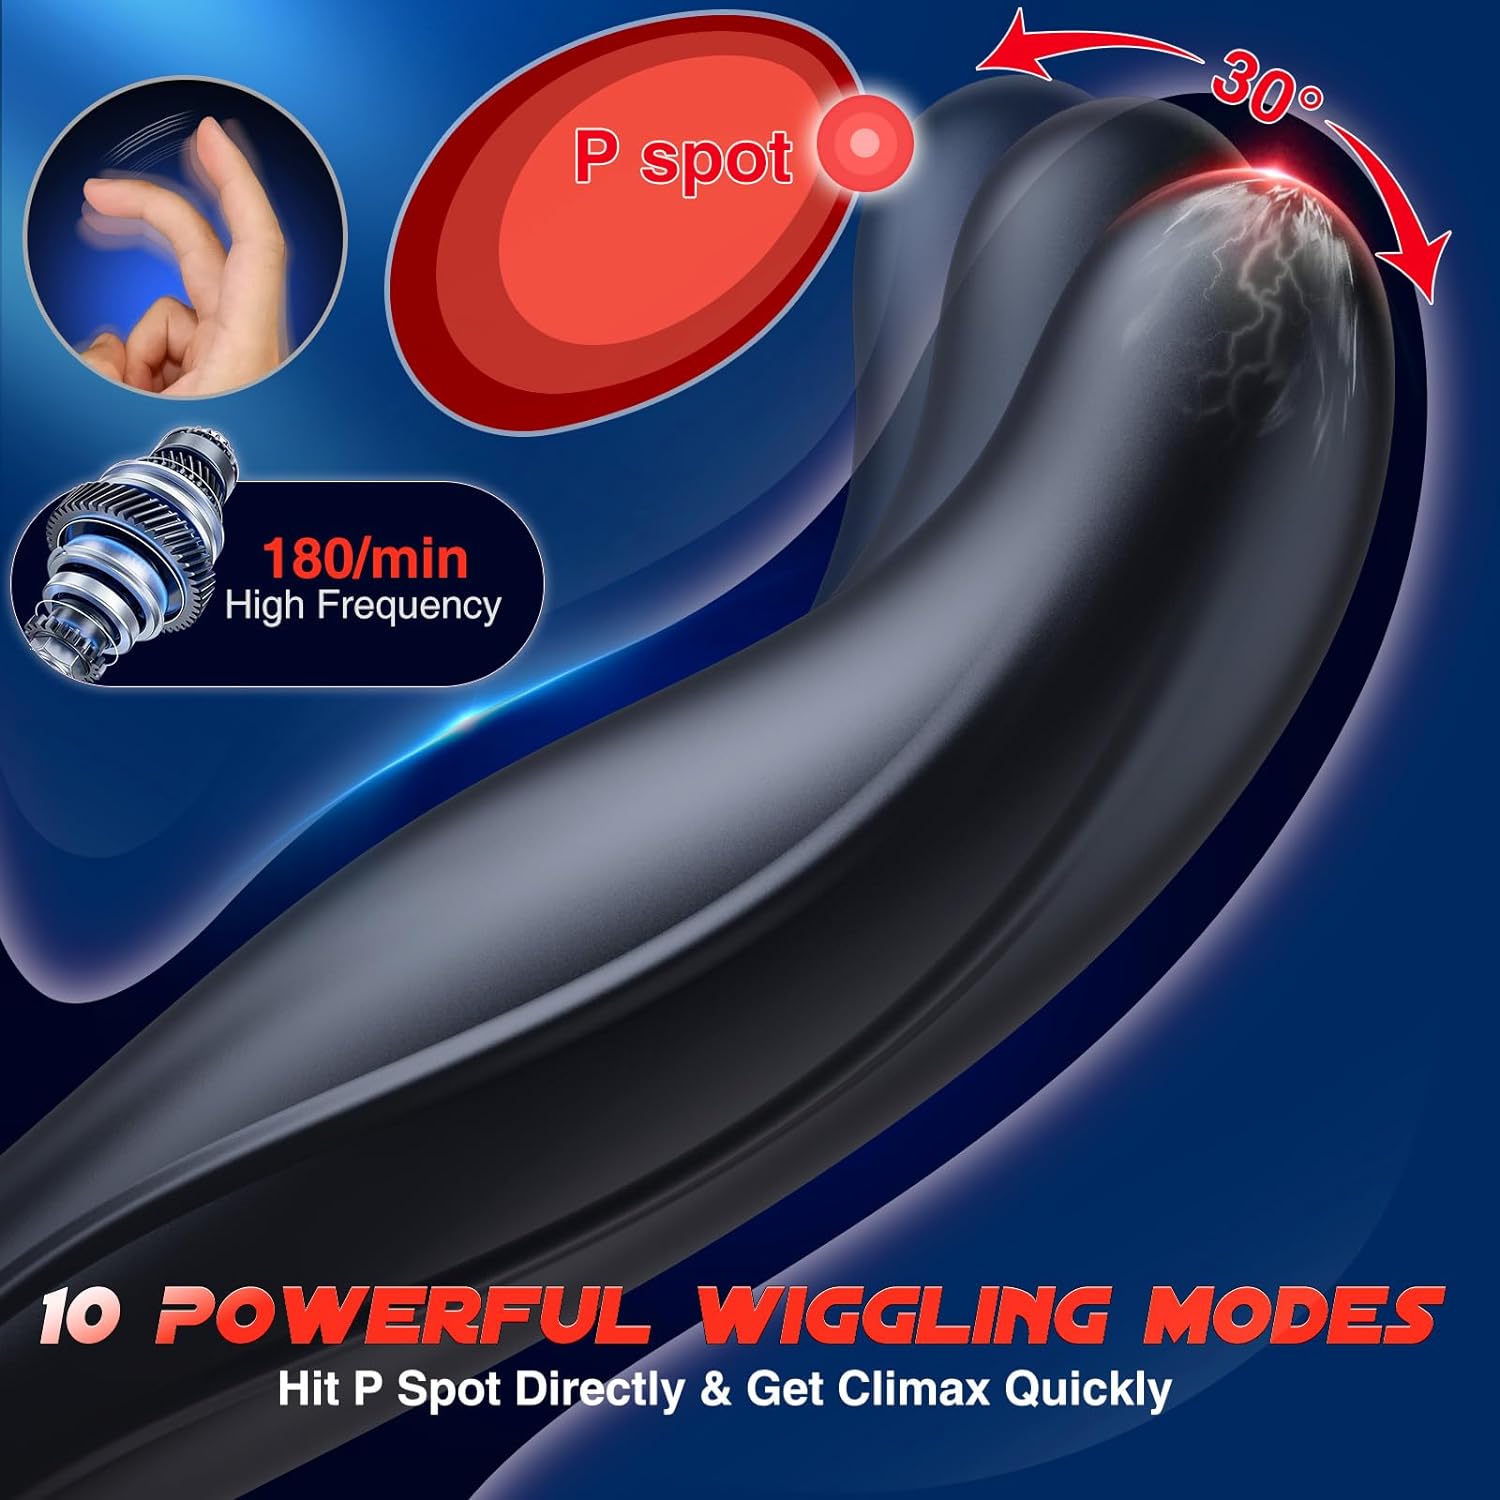 30°
P spot
180/min
High Frequency
10 POWERFUL WIGGLING MODES
Hit P Spot Directly & Get Climax Quickly